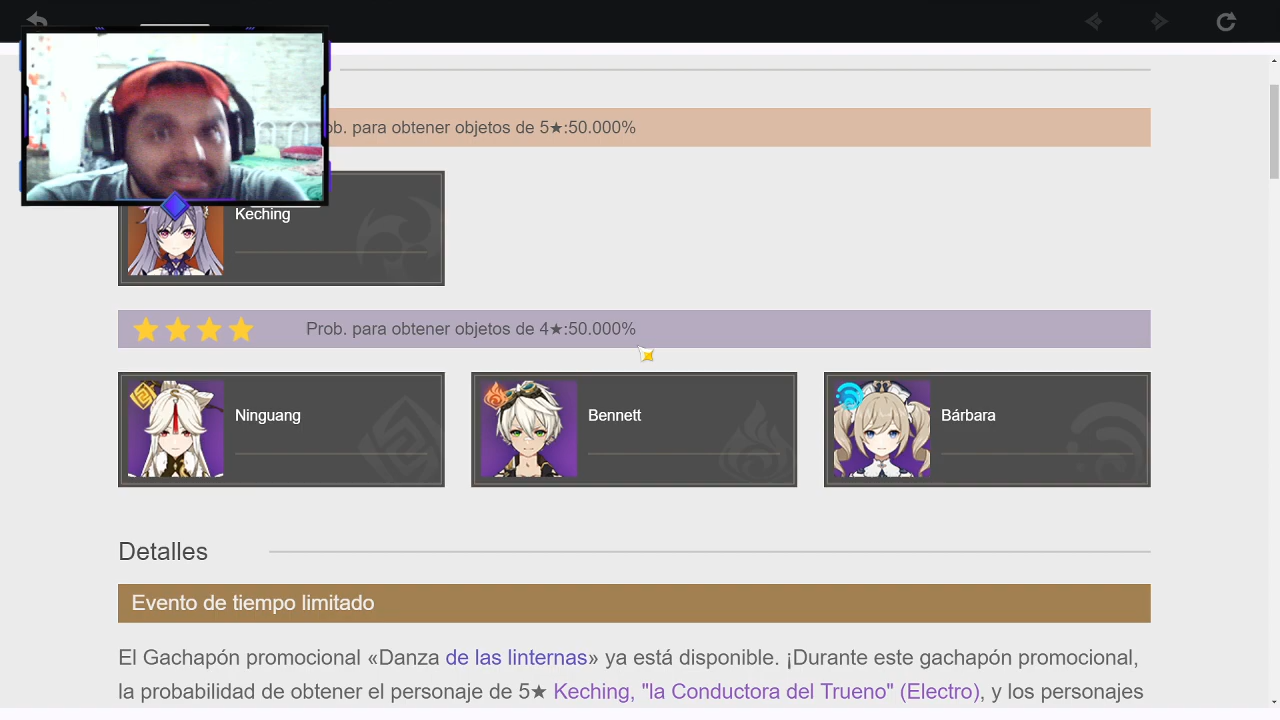 ob. para obtener objetos de 5★:50.000%
Keching
Prob. para obtener objetos de 4★:50.000%
Ninguang
Bennett
Bárbara
Detalles
Evento de tiempo limitado
El Gachapón promocional «Danza de las linternas» ya está disponible. ¡Durante este gachapón promocional,
la probabilidad de obtener el personaje de 5★ Keching, "la Conductora del Trueno" (Electro), y los personajes